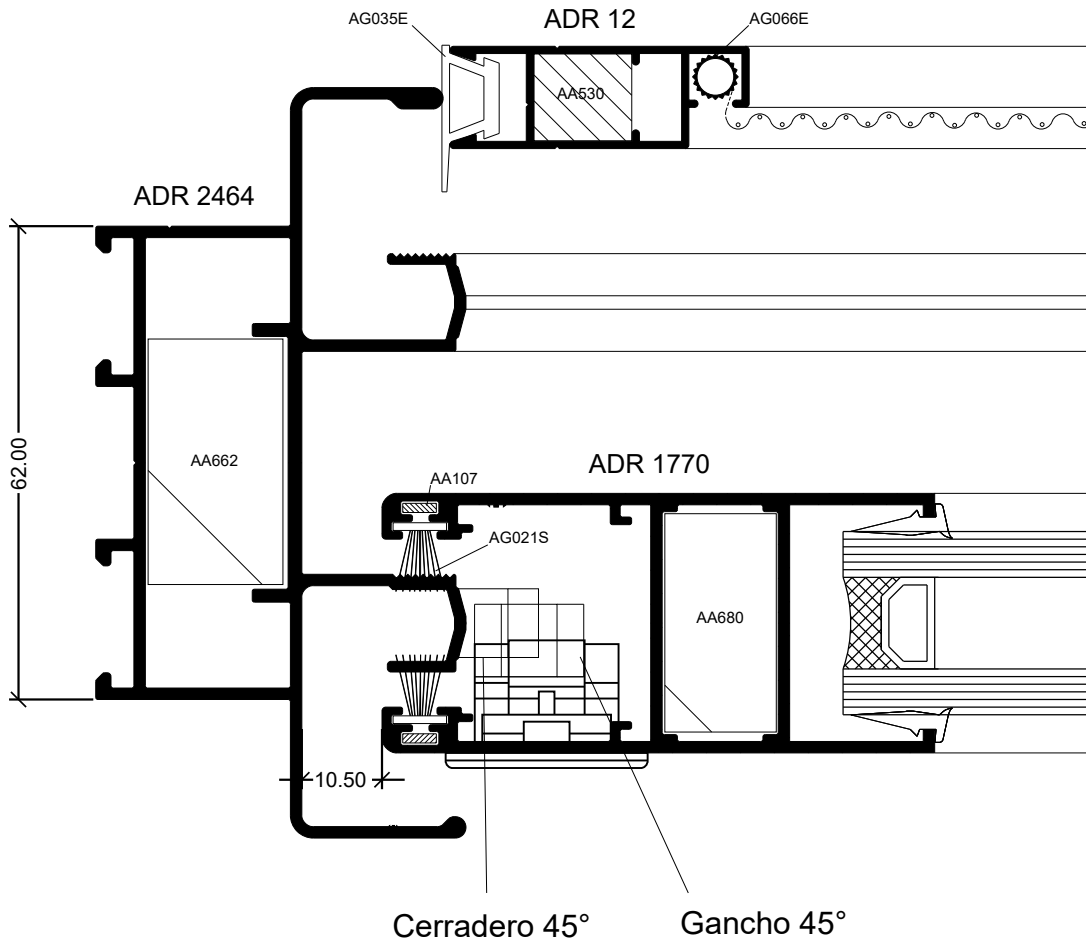 AG035E
ADR 12
AG066E
AA530
ADR 2464
62.00
AA662
ADR 1770
AA107
AG021S
AA680
10.50
Cerradero 45°
Gancho 45°